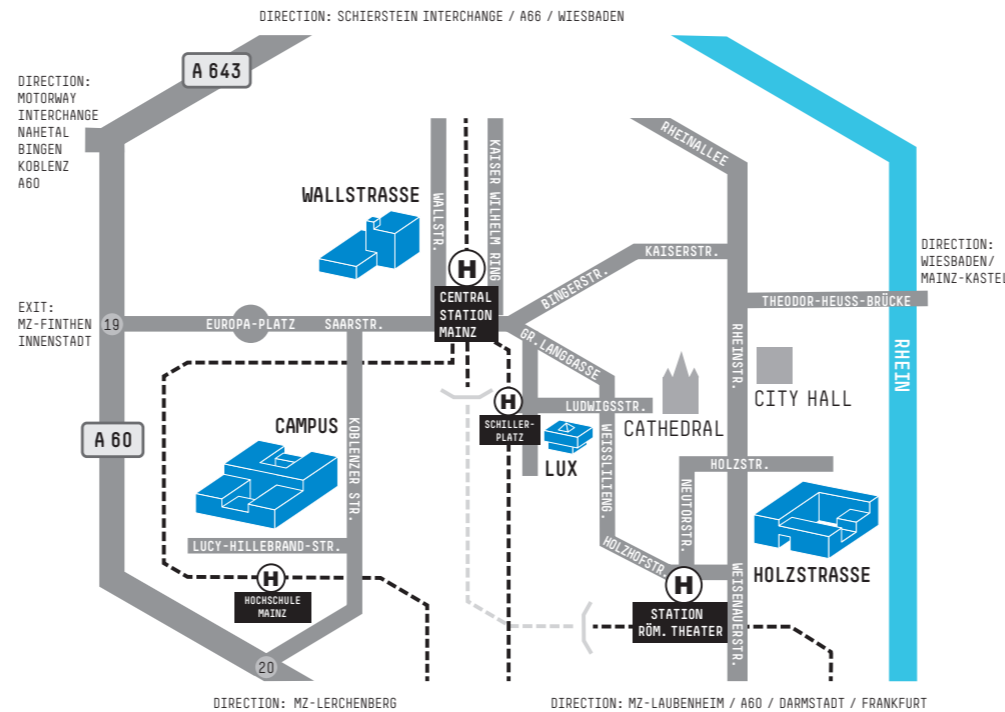 DIRECTION: SCHIERSTEIN INTERCHANGE / A66 / WIESBADEN
A 643
DIRECTION:
MOTORWAY
INTERCHANGE
NAHETAL
BINGEN
KOBLENZ
A60
RHEINALLEE
KAISER WILHELM RING
WALLSTRASSE
WALLSTR.
H
KAISERSTR.
DIRECTION:
WIESBADEN/
MAINZ-KASTEL
BINGERSTR.
CENTRAL
STATION
MAINZ
THEODOR-HEUSS-BRÜCKE
EXIT:
MZ-FINTHEN
INNENSTADT
19
EUROPA-PLATZ
SAARSTR.
GR.LANGGASSE
RHEINSTR.
RHEIN
CITY HALL
H
LUDWIGSSTR.
CATHEDRAL
SCHILLER-
PLATZ
A 60
CAMPUS
KOBLENZER STR.
LUX
WEISSLILIENG.
HOLZSTR.
NEUTORSTR.
LUCY-HILLEBRAND-STR.
HOLZHOFSTR.
HOLZSTRASSE
H
HOCHSCHULE
MAINZ
H
STATION
RÖM. THEATER
WEISENAUERSTR.
20
DIRECTION: MZ-LERCHENBERG
DIRECTION: MZ-LAUBENHEIM / A60 / DARMSTADT / FRANKFURT